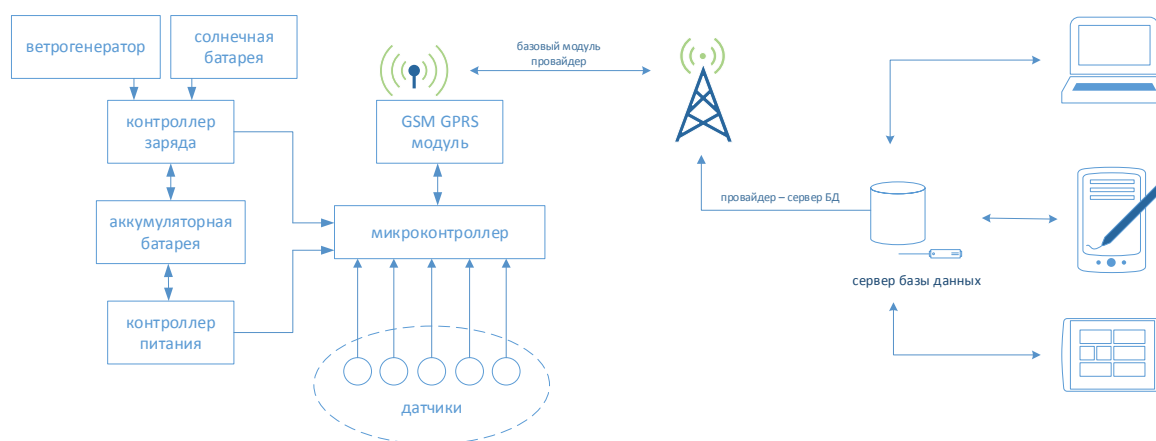 ветрогенератор
солнечная
батарея
базовый модуль
провайдер
контроллер
заряда
GSM GPRS
модуль
провайдер – сервер БД
аккумуляторная
батарея
микроконтроллер
сервер базы данных
контроллер
питания
датчики